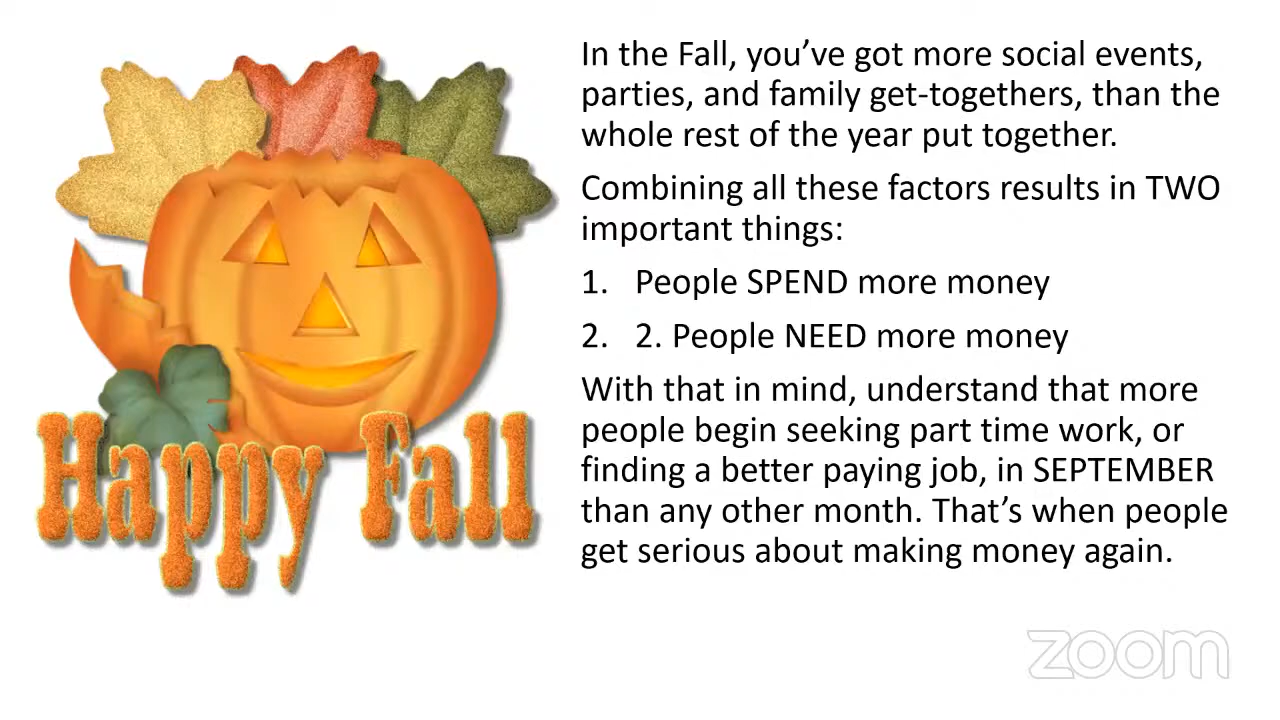 In the Fall, you’ve got more social events,
parties, and family get-togethers, than the
whole rest of the year put together.
Combining all these factors results in TWO
important things:
1. People SPEND more money
2. 2. People NEED more money
With that in mind, understand that more
people begin seeking part time work, or
finding a better paying job, in SEPTEMBER
than any other month. That’s when people
get serious about making money again.
Happy Fall
zoom